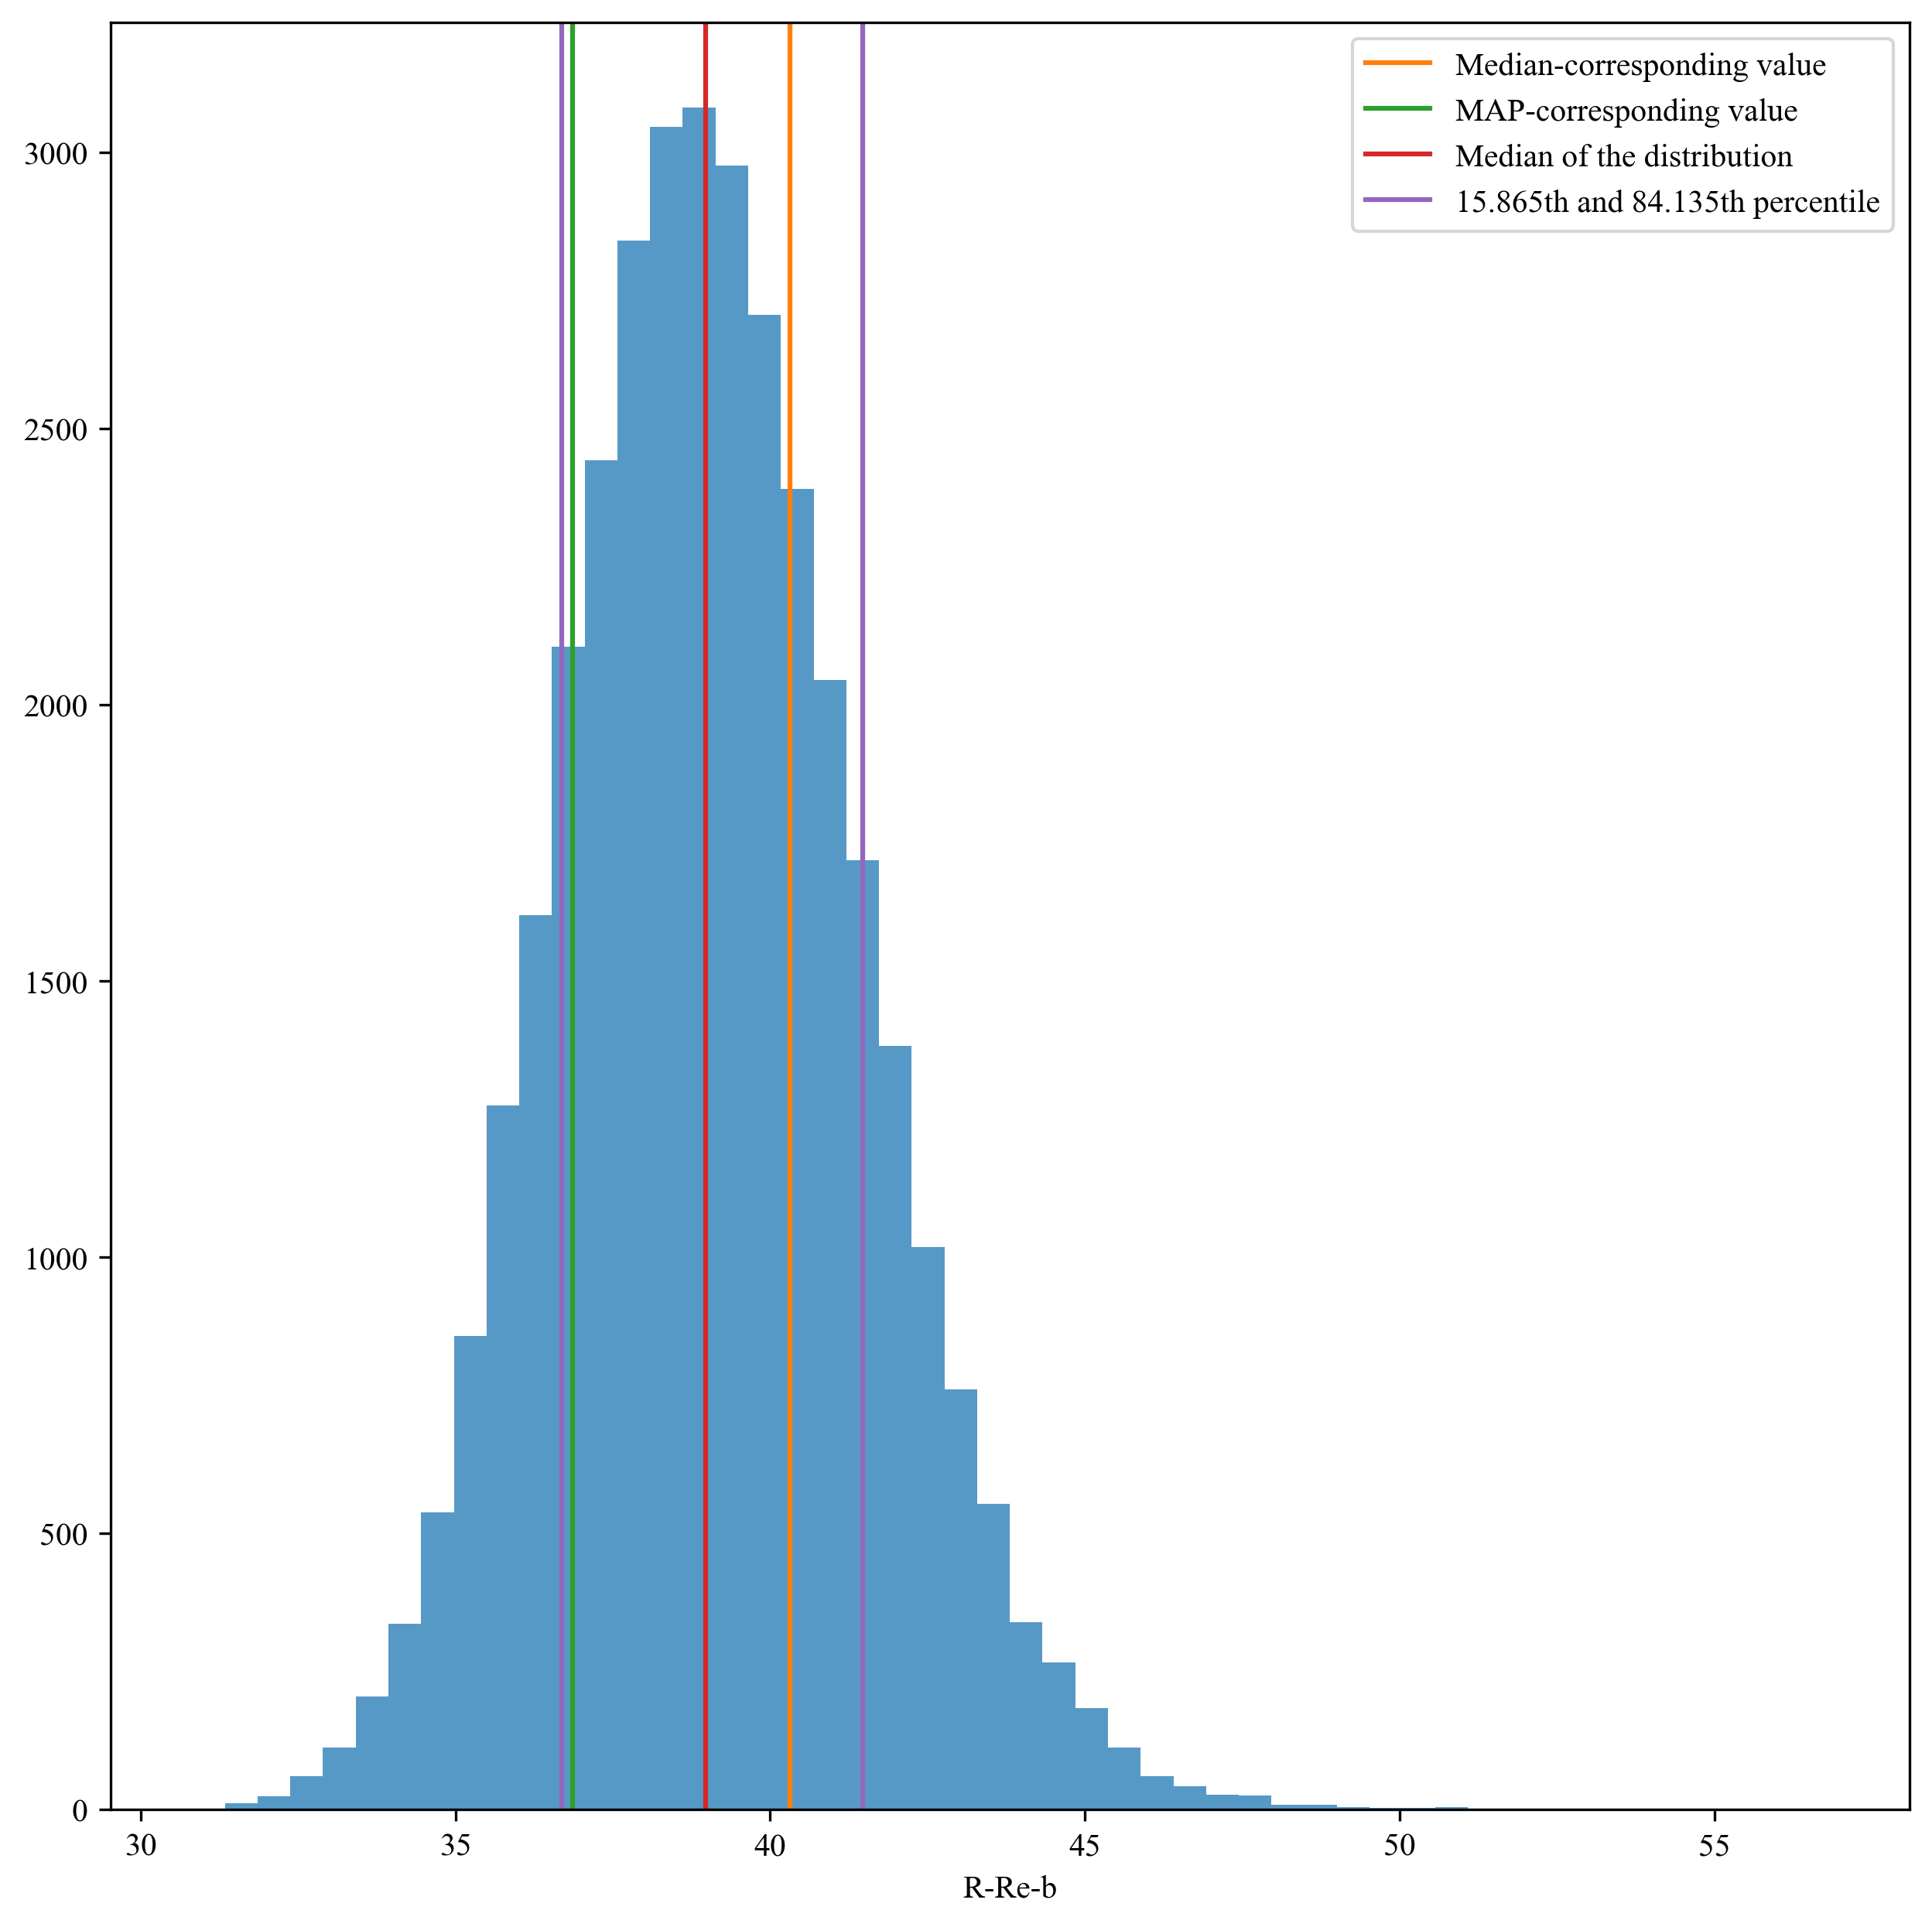 Median-corresponding value
MAP-corresponding value
Median of the distribution
15.865th and 84.135th percentile
3000
2500
2000
1500
1000
500
0
30 35 40 45 50 55
R-Re-b